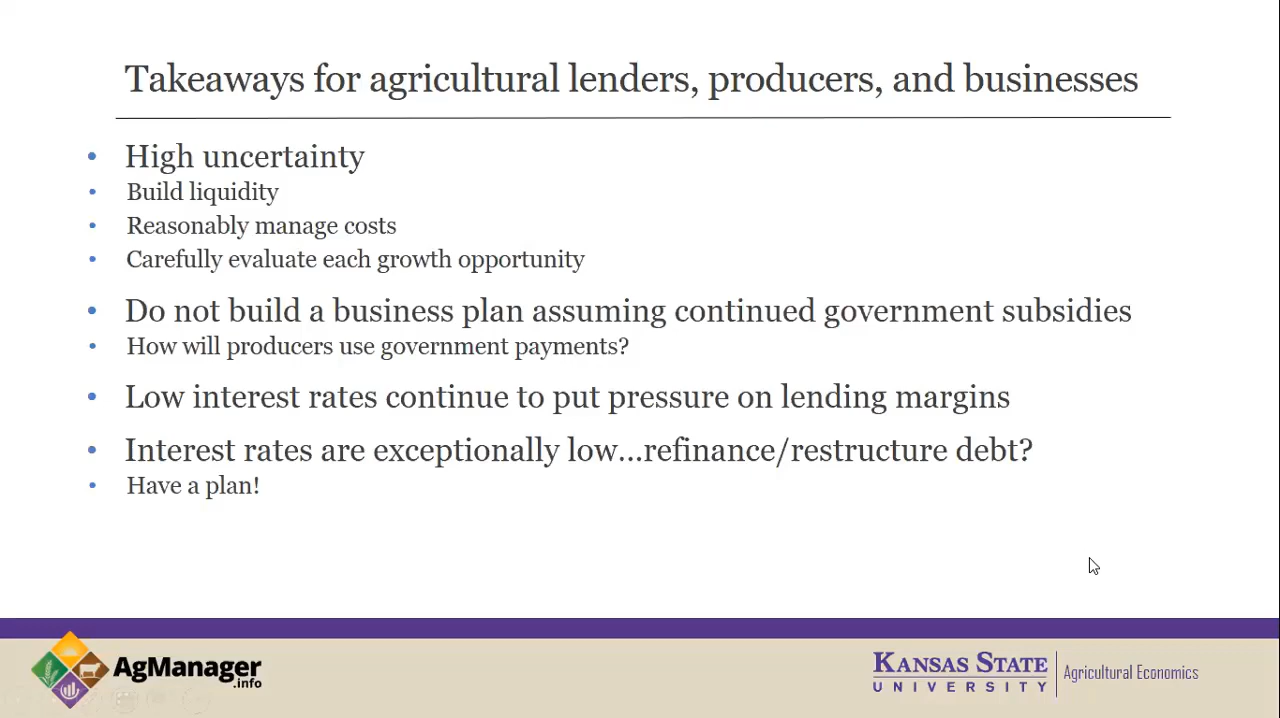 Takeaways for agricultural lenders, producers, and businesses
• High uncertainty
• Build liquidity
• Reasonably manage costs
• Carefully evaluate each growth opportunity
• Do not build a business plan assuming continued government subsidies
• How will producers use government payments?
• Low interest rates continue to put pressure on lending margins
• Interest rates are exceptionally low...refinance/restructure debt?
• Have a plan!
AgManager
.info
KANSAS STATE
UNIVERSITY
Agricultural Economics